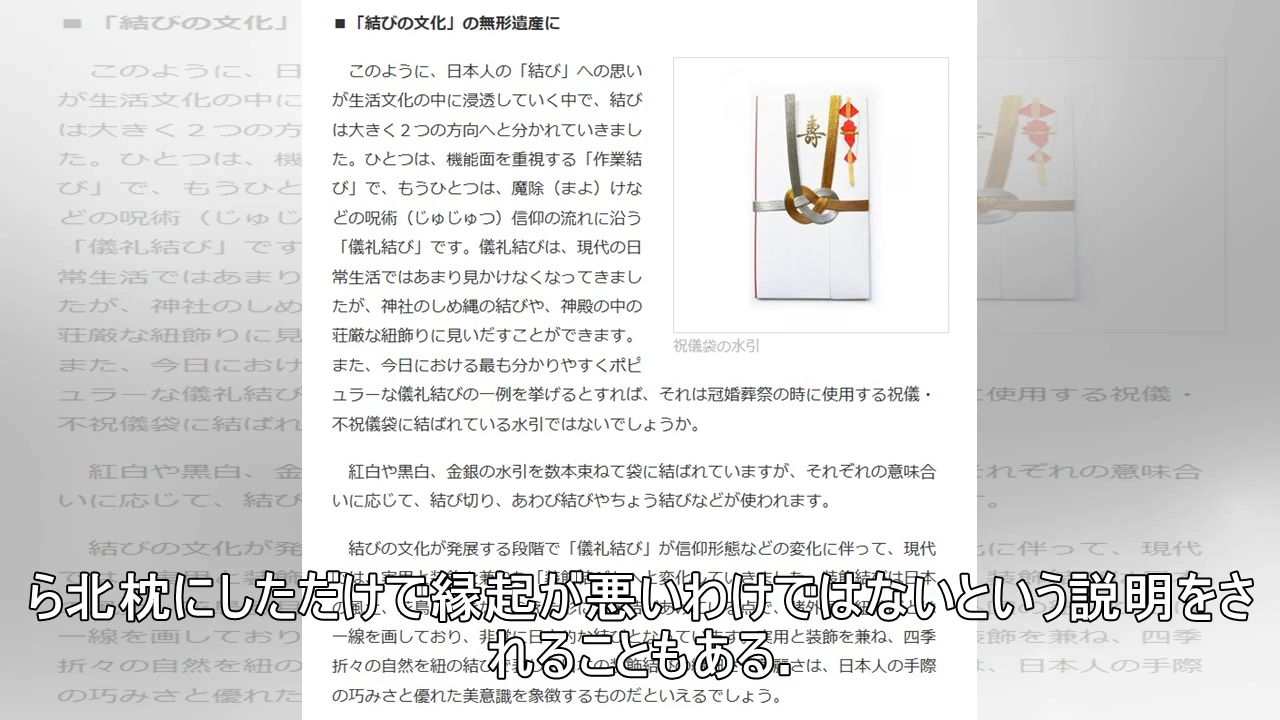 ■「結びの文化」の無形遺産に
このように、日本人の「結び」への思い
が生活文化の中に浸透していく中で、結び
は大きく２つの方向へと分かれていきまし
た。ひとつは、機能面を重視する「作業結
び」で、もうひとつは、魔除（まよ）けな
どの呪術（じゅじゅつ）信仰の流れに沿う
「儀礼結び」です。儀礼結びは、現代の日
常生活ではあまり見かけなくなってきまし
たが、神社のしめ縄の結びや、神殿の中の
荘厳な紐飾りに見いだすことができます。
また、今日における最も分かりやすくポピ
ュラーな儀礼結びの一例を挙げるとすれば、それは冠婚葬祭の時に使用する祝儀・
不祝儀袋に結ばれている水引ではないでしょうか。
寿
祝儀袋の水引
紅白や黒白、金銀の水引を数本束ねて袋に結ばれていますが、それぞれの意味合
いに応じて、結び切り、あわび結びやちょう結びなどが使われます。
結びの文化が発展する段階で「儀礼結び」が信仰形態などの変化に伴って、現代
一線を画しており、
折々の自然を紐の結び
は、日本人の手際
の巧みさと優れた美意識を象徴するものだといえるでしょう。
ら北枕にしただけで縁起が悪いわけではないという説明をさ
れることもある.